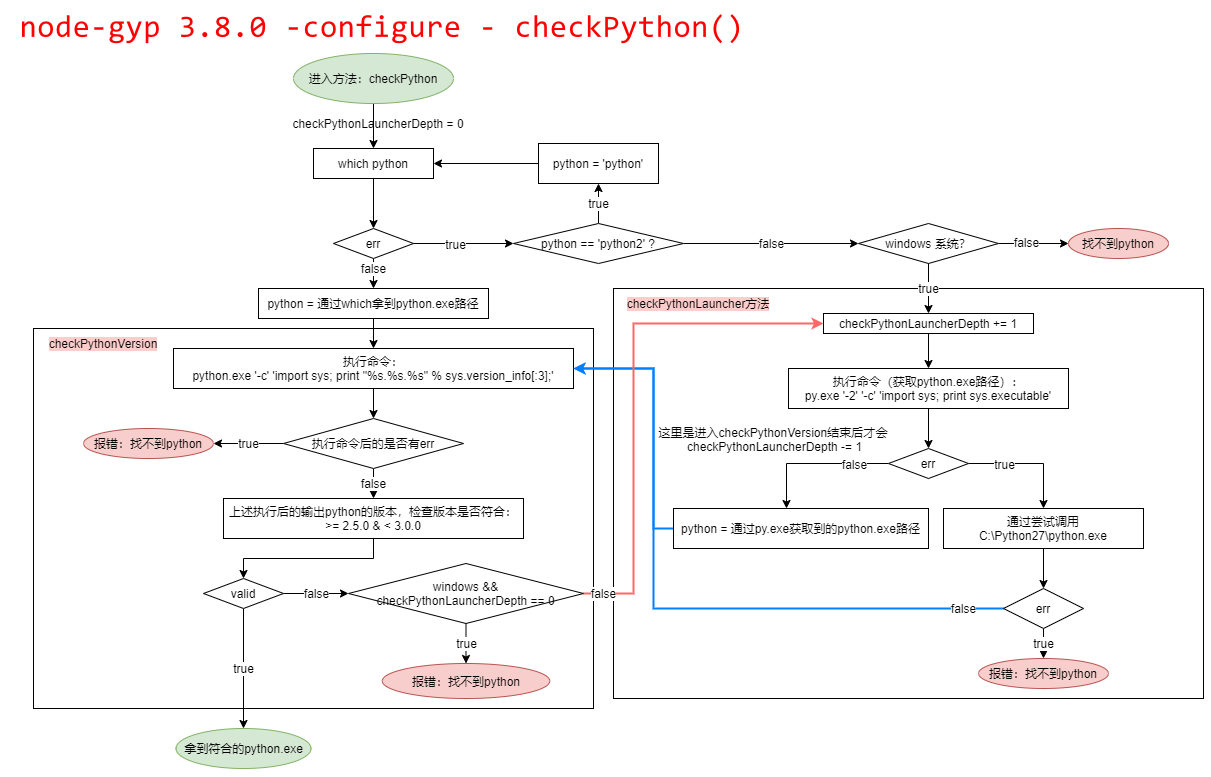 node-gyp 3.8.0 -configure - checkPython()
进入方法：checkPython
checkPythonLauncherDepth = 0
which python
python = 'python'
true
err
true
python == 'python2' ?
false
windows 系统?
false
找不到python
false
true
python = 通过which拿到python.exe路径
checkPythonLauncher方法
checkPythonLauncherDepth += 1
checkPythonVersion
执行命令：
python.exe '-c' 'import sys; print "%s.%s.%s" % sys.version_info[:3];'
执行命令（获取python.exe路径）：
py.exe '-2' '-c' 'import sys; print sys.executable'
报错：找不到python
true
执行命令后的是否有err
这里是进入checkPythonVersion结束后才会
checkPythonLauncherDepth -= 1
false
err
true
false
上述执行后的输出python的版本，检查版本是否符合：
>= 2.5.0 & < 3.0.0
python = 通过py.exe获取到的python.exe路径
通过尝试调用
C:\Python27\python.exe
valid
false
windows &&
checkPythonLauncherDepth == 0
false
false
err
true
true
true
报错：找不到python
报错：找不到python
拿到符合的python.exe